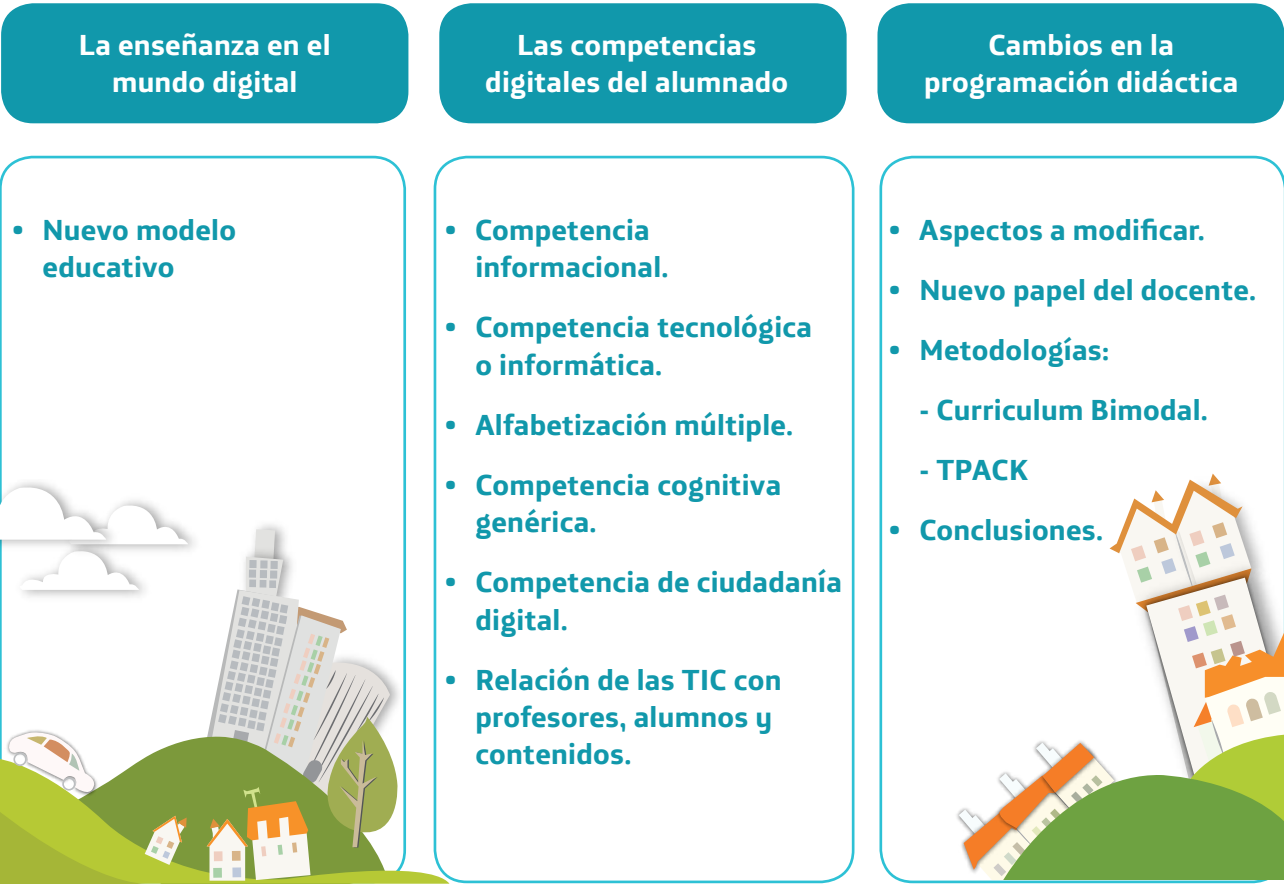 La enseñanza en el
mundo digital
• Nuevo modelo
educativo
Las competencias
digitales del alumnado
• Competencia
informacional.
• Competencia tecnológica
o informática.
• Alfabetización múltiple.
• Competencia cognitiva
genérica.
• Competencia de ciudadanía
digital.
• Relación de las TIC con
profesores, alumnos y
contenidos.
Cambios en la
programación didáctica
• Aspectos a modificar.
• Nuevo papel del docente.
• Metodologías:
- Curriculum Bimodal.
- TPACK
• Conclusiones.